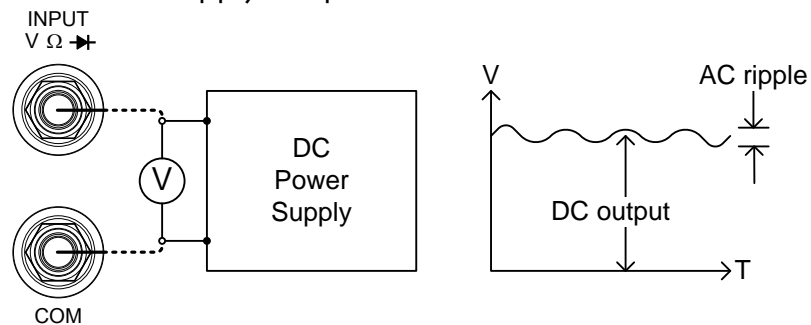 INPUT
V Ω
COM
V
DC
Power
Supply
V
AC ripple
DC output
T